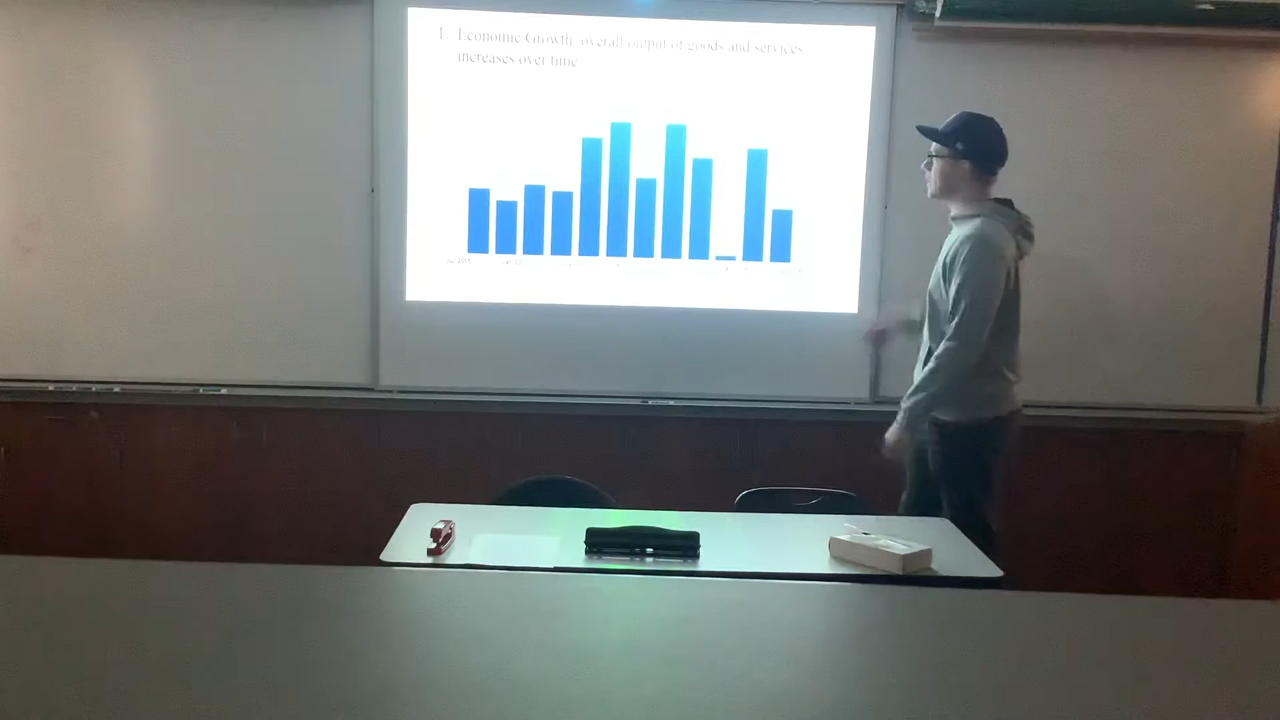 1. Economic Growth: overall output of goods and services
increases over time